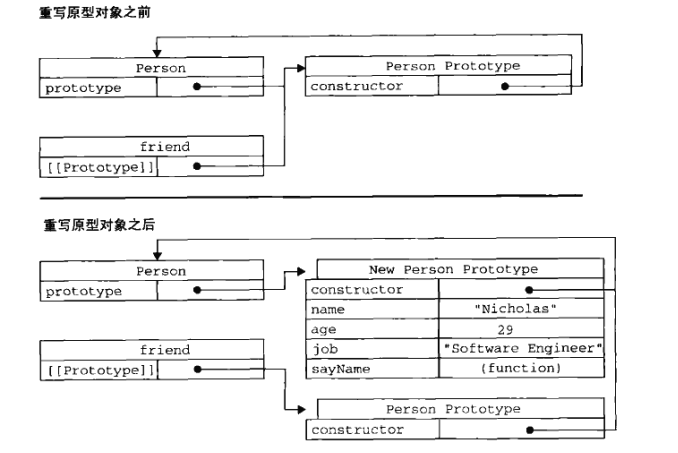 重写原型对象之前
Person
prototype
Person Prototype
constructor
friend
[[Prototype]]
重写原型对象之后
Person
prototype
New Person Prototype
constructor
name "Nicholas"
age 29
job "Software Engineer"
sayName (function)
friend
[[Prototype]]
Person Prototype
constructor